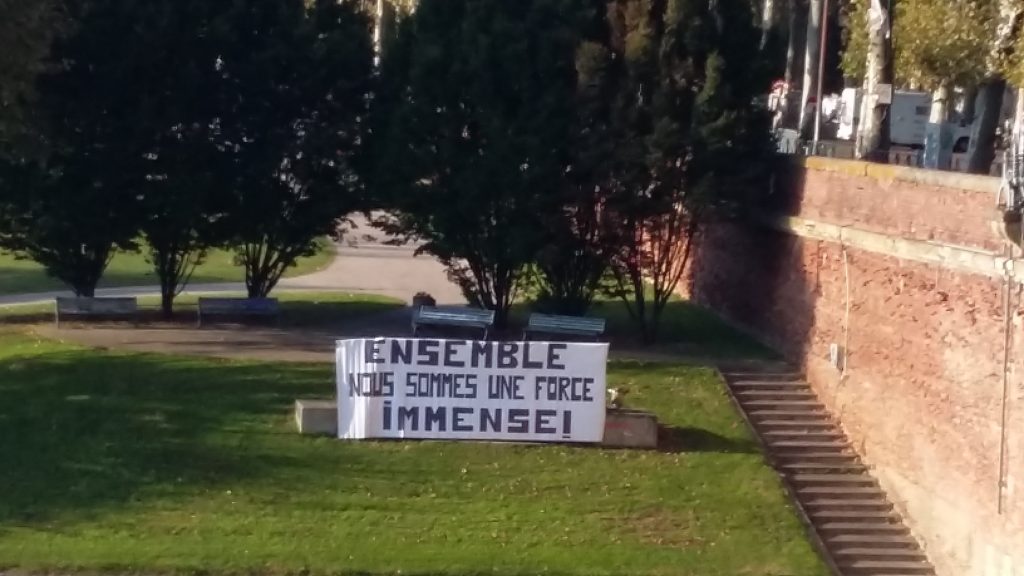 ENSEMBLE
NOUS SOMMES UNE FORCE
iMMENSE!